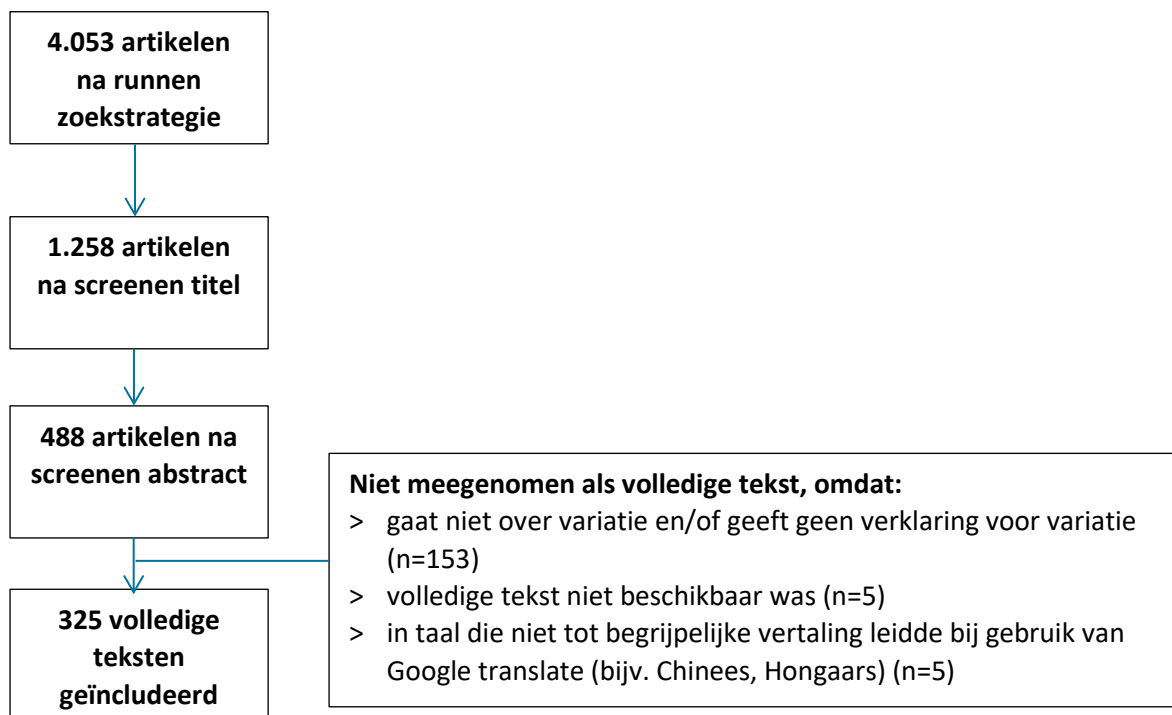 4.053 artikelen
na runnen
zoekstrategie
1.258 artikelen
na screenen titel
488 artikelen na
screenen abstract
Niet meegenomen als volledige tekst, omdat:
> gaat niet over variatie en/of geeft geen verklaring voor variatie
(n=153)
> volledige tekst niet beschikbaar was (n=5)
> in taal die niet tot begrijpelijke vertaling leidde bij gebruik van
Google translate (bijv. Chinees, Hongaars) (n=5)
325 volledige
teksten
geïncludeerd